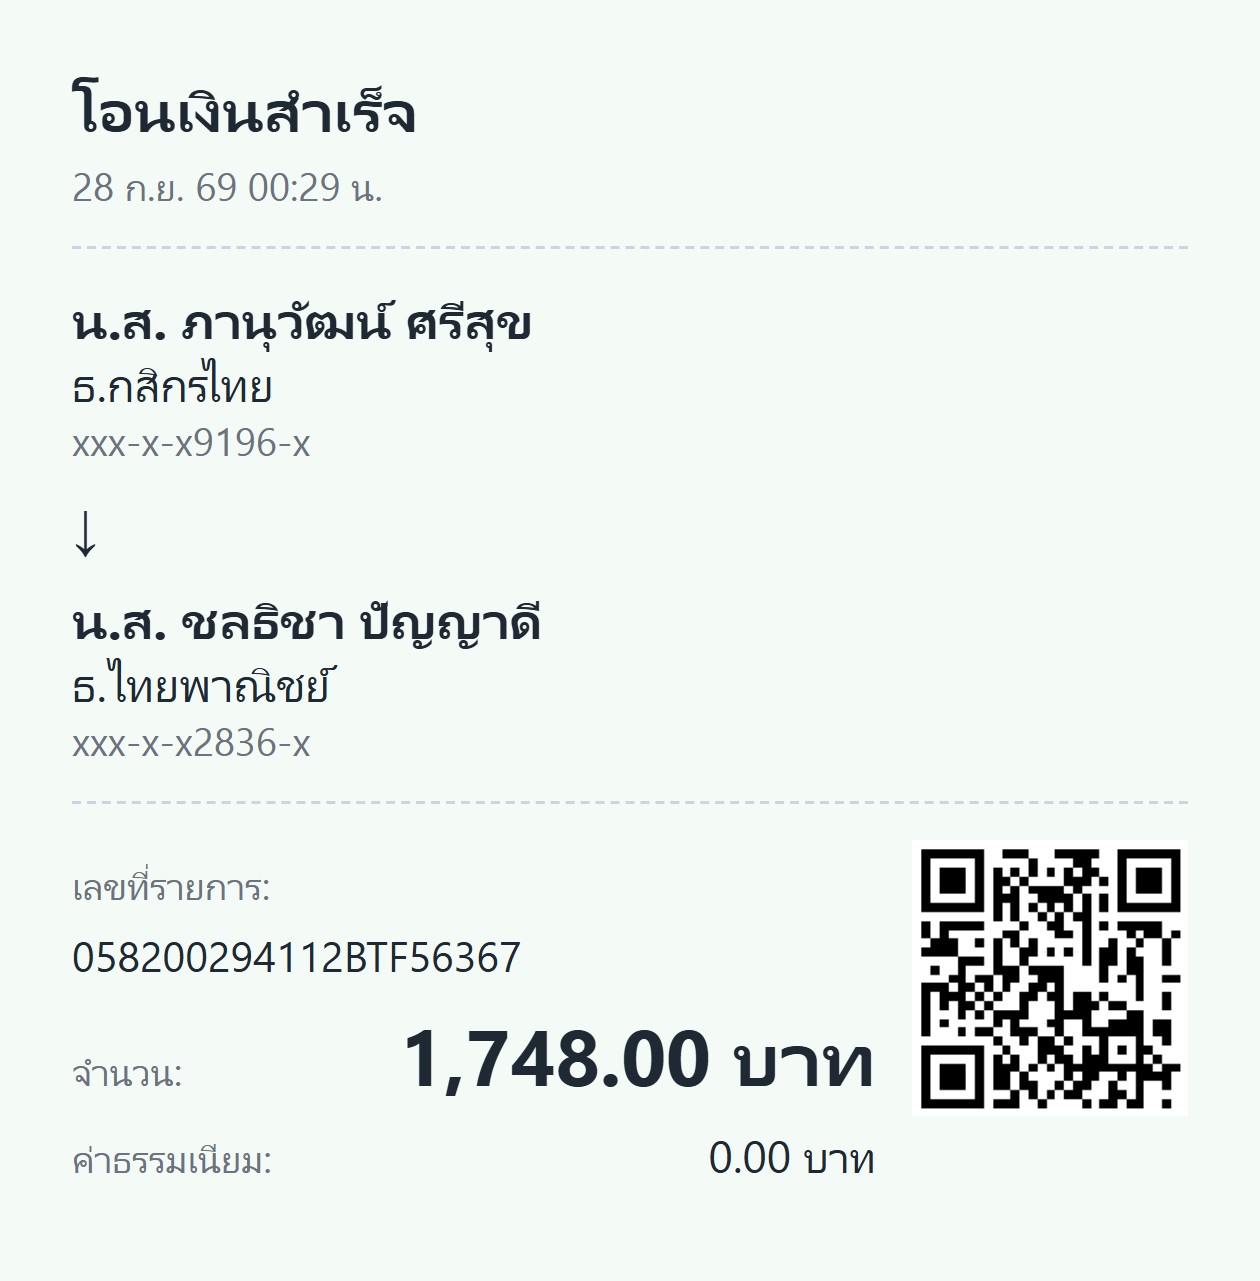 โอนเงินสำเร็จ
28 ก.ย. 69 00:29 น.
น.ส. ภานุวัฒน์ ศรีสุข
ธ.กสิกรไทย
xxx-x-x9196-x
↓
น.ส. ชลธิชา ปัญญาดี
ธ.ไทยพาณิชย์
xxx-x-x2836-x
เลขที่รายการ:
058200294112BTF56367
จำนวน: 1,748.00 บาท
ค่าธรรมเนียม: 0.00 บาท